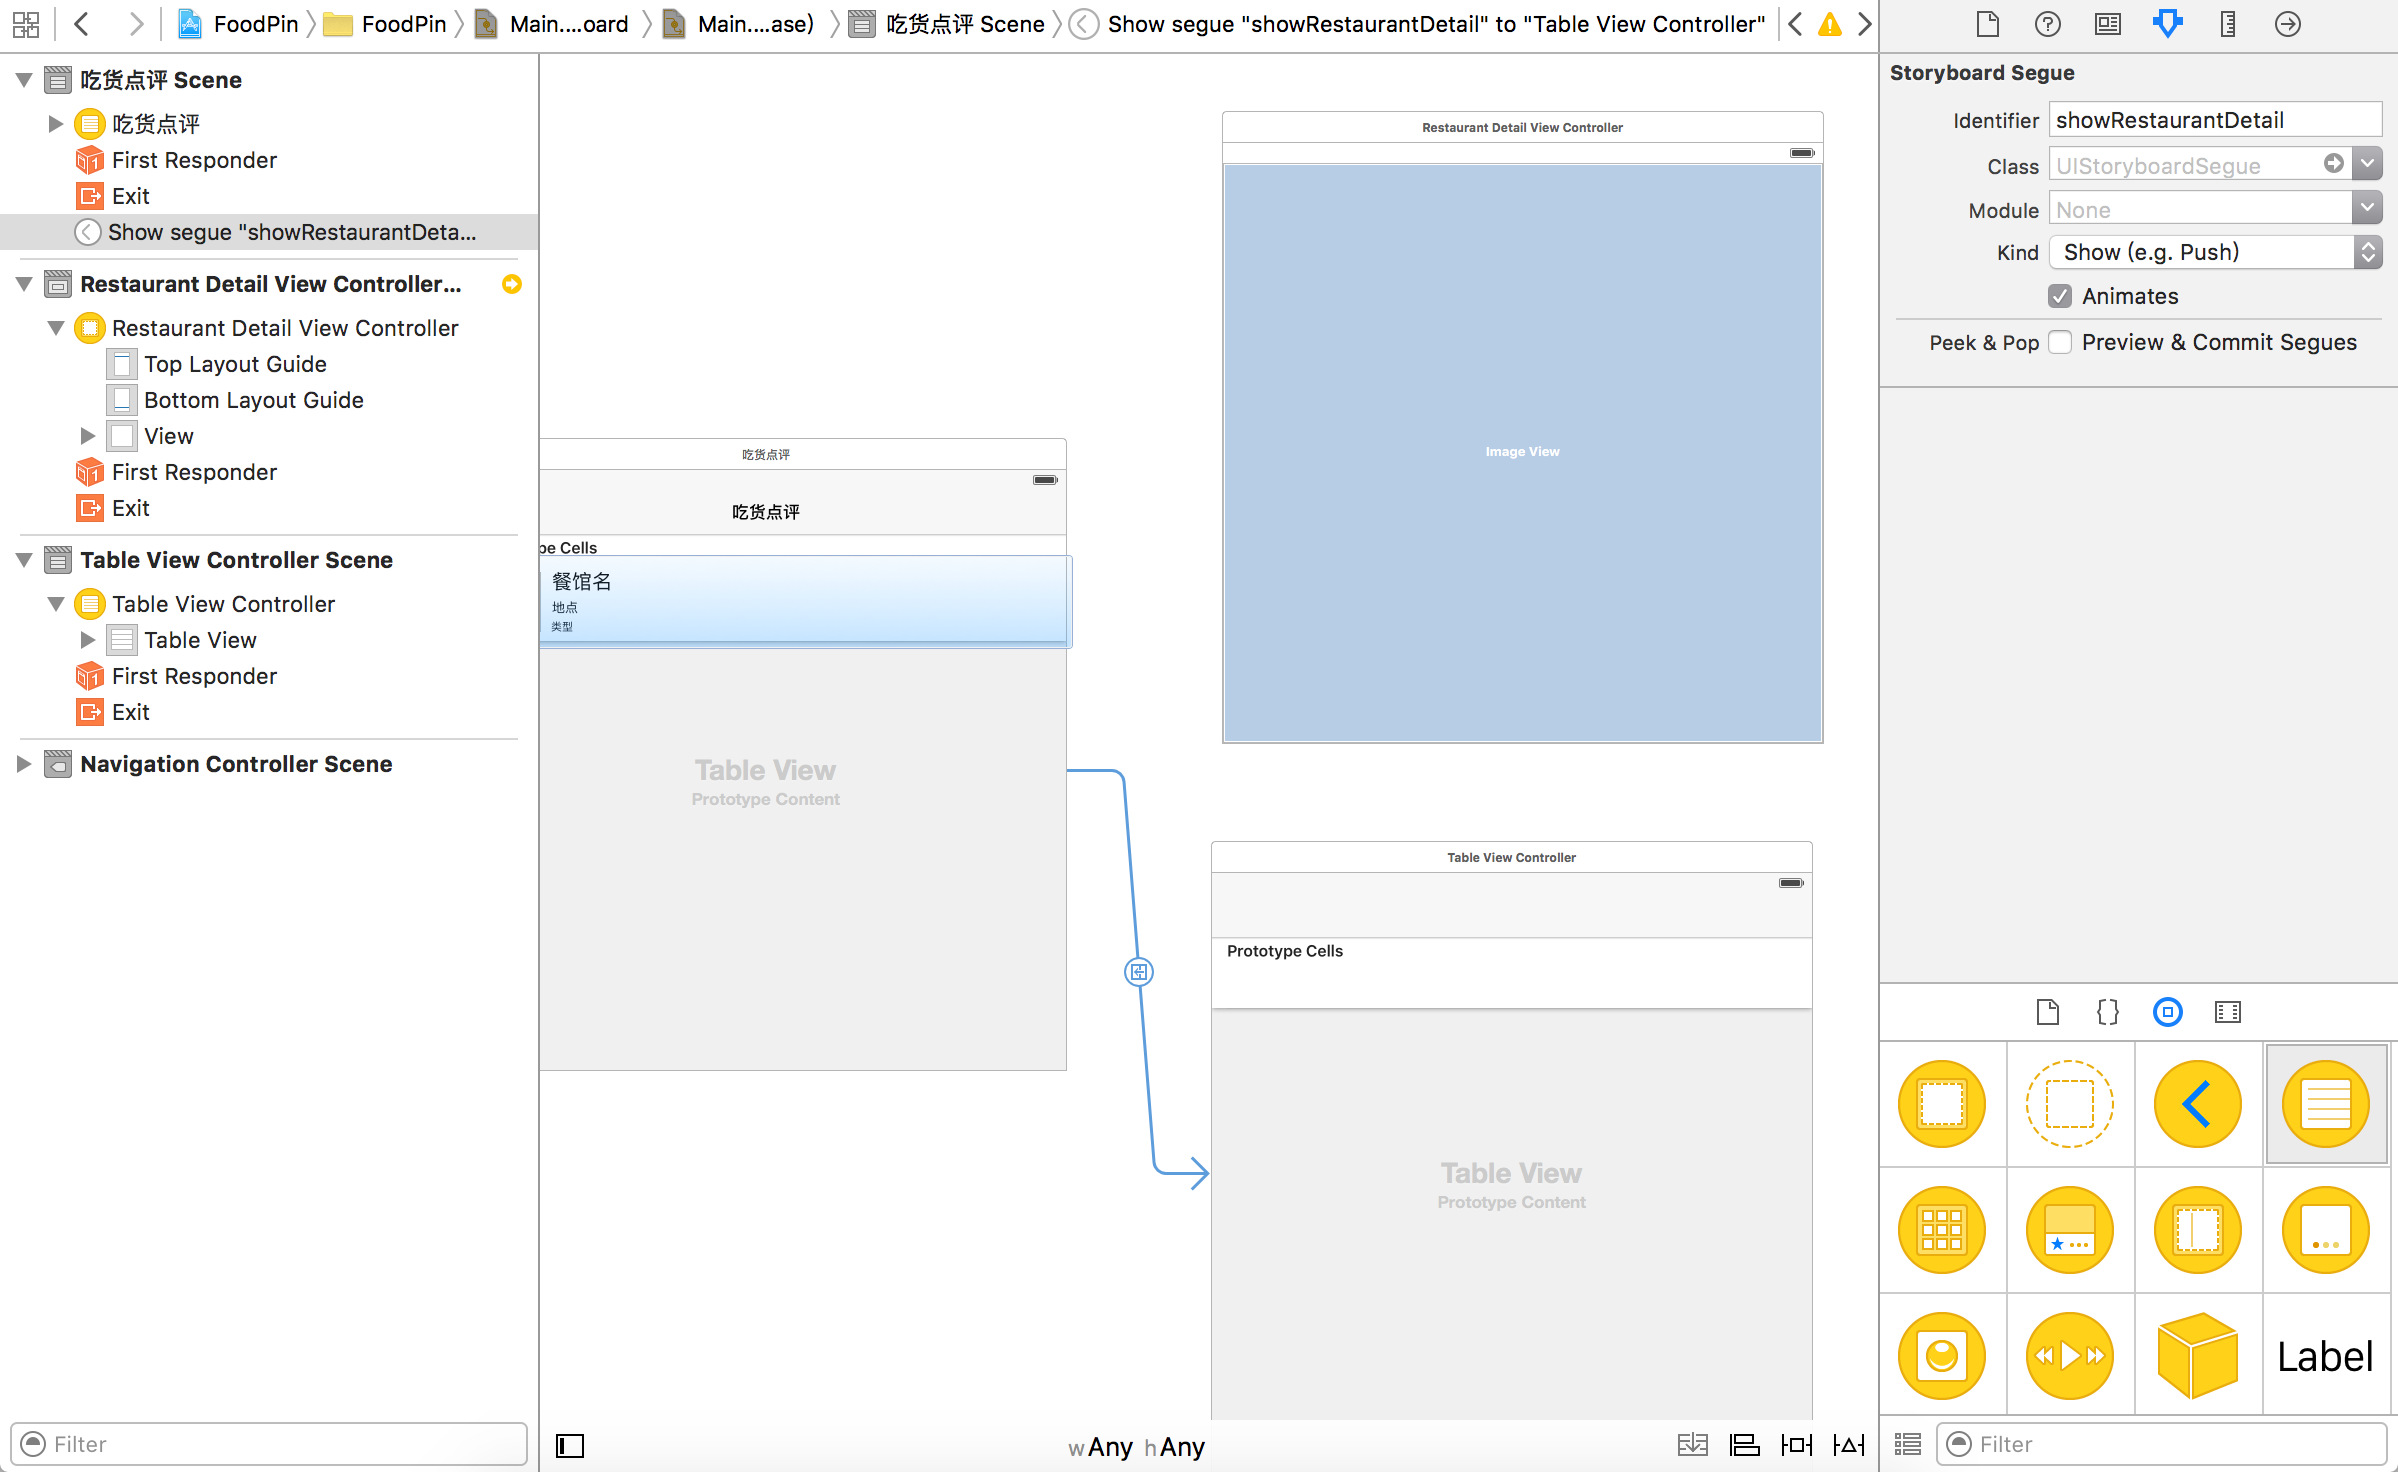 FoodPin
FoodPin
Main....oard
Main....ase)
吃货点评 Scene
Show segue "showRestaurantDetail" to "Table View Controller"
吃货点评 Scene
吃货点评
First Responder
Exit
Show segue "showRestaurantDeta...
Restaurant Detail View Controller...
Restaurant Detail View Controller
Top Layout Guide
Bottom Layout Guide
View
First Responder
Exit
Table View Controller Scene
Table View Controller
Table View
First Responder
Exit
Navigation Controller Scene
Filter
吃货点评
吃货点评
pe Cells
餐馆名
地点
类型
Table View
Prototype Content
Restaurant Detail View Controller
Image View
Table View Controller
Prototype Cells
Table View
Prototype Content
wAny hAny
Storyboard Segue
Identifier showRestaurantDetail
Class UIStoryboardSegue
Module None
Kind Show (e.g. Push)
Animates
Peek & Pop Preview & Commit Segues
Label
Filter